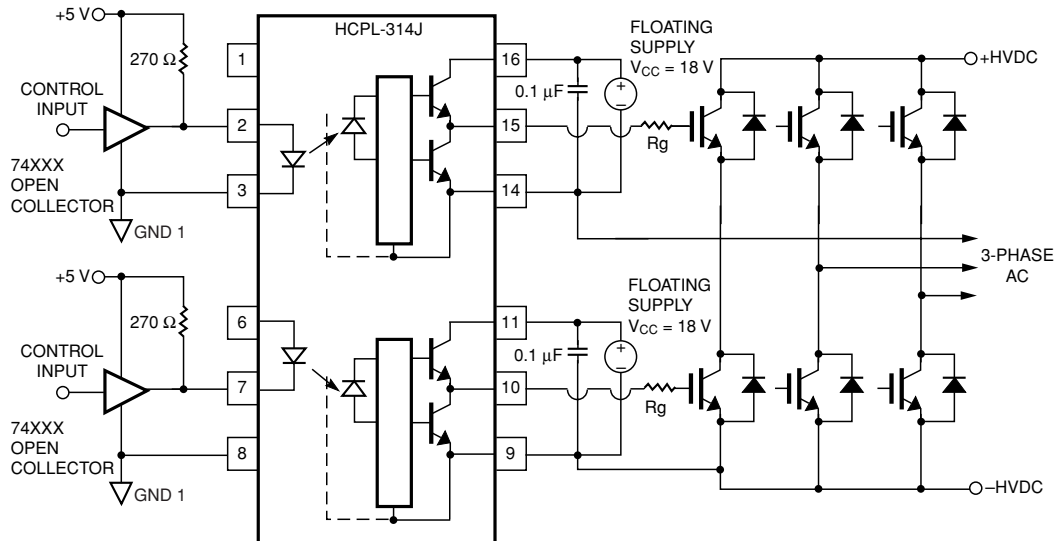 HCPL-314J
+5 V
270 Ω
CONTROL
INPUT
74XXX
OPEN
COLLECTOR
GND 1
1
2
3
16
15
14
0.1 µF
FLOATING
SUPPLY
VCC = 18 V
+
–
Rg
+HVDC
3-PHASE
AC
+5 V
270 Ω
CONTROL
INPUT
74XXX
OPEN
COLLECTOR
GND 1
6
7
8
11
10
9
0.1 µF
FLOATING
SUPPLY
VCC = 18 V
+
–
Rg
–HVDC